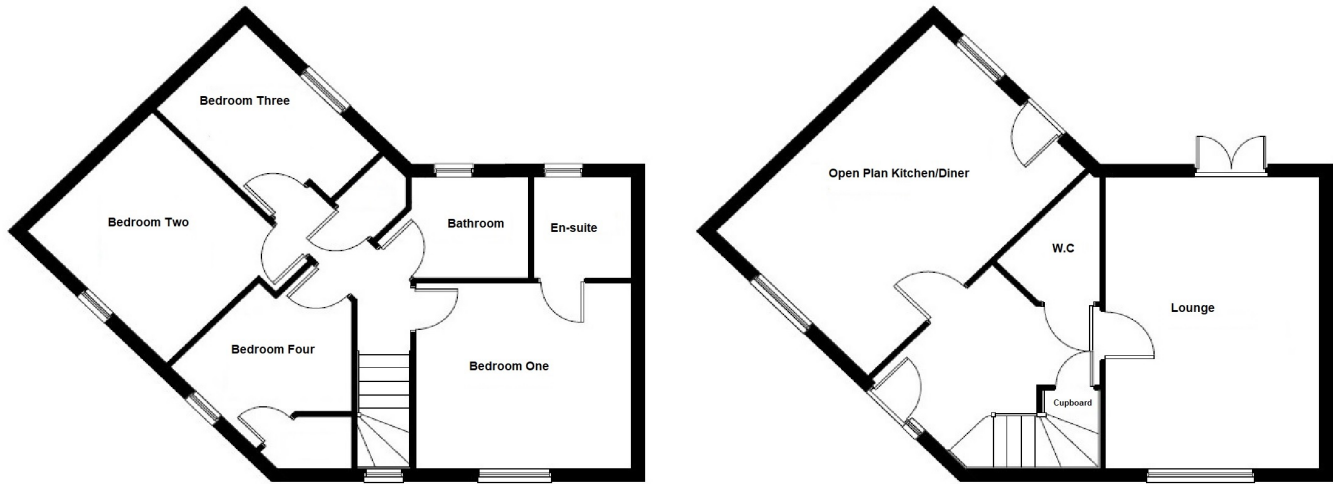 Bedroom Three
Bedroom Two
Bathroom
En-suite
Bedroom Four
Bedroom One
Open Plan Kitchen/Diner
W.C
Lounge
Cupboard